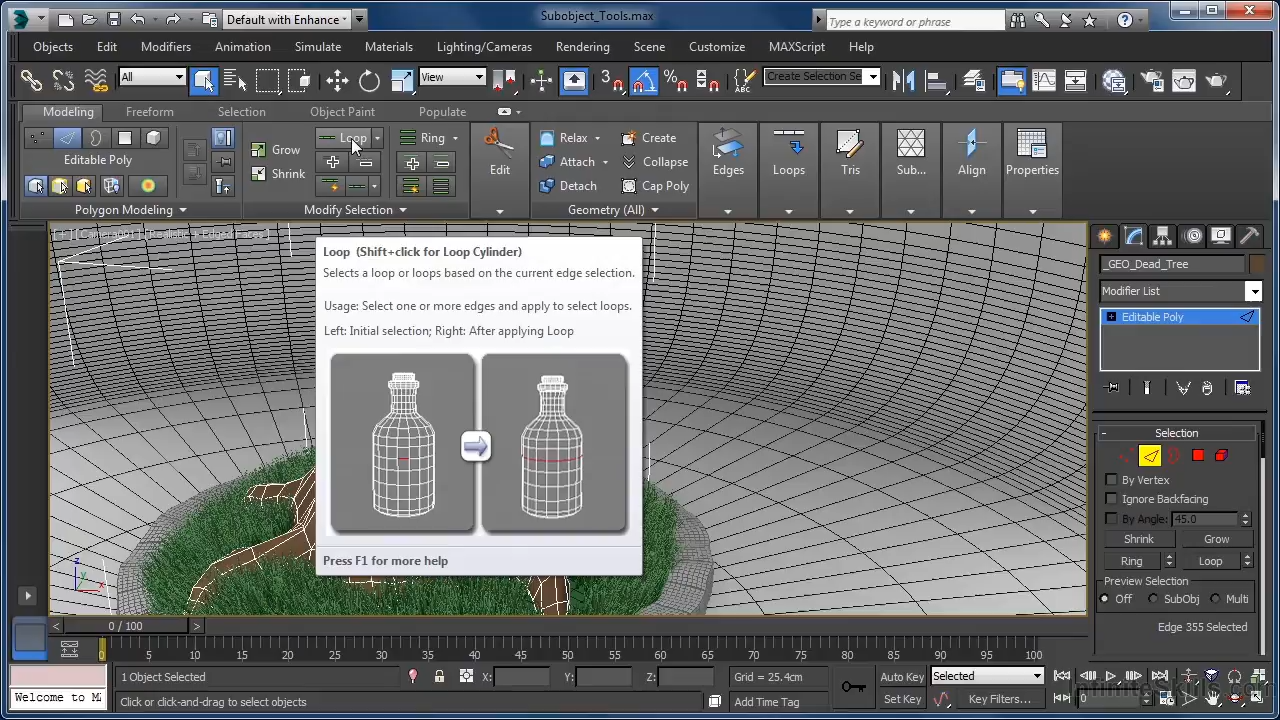 Default with Enhance
Subobject_Tools.max
Type a keyword or phrase
Objects Edit Modifiers Animation Simulate Materials Lighting/Cameras Rendering Scene Customize MAXScript Help
All
View
3
%
ABC
Create Selection Se
Modeling Freeform Selection Object Paint Populate
Loop Ring Relax Create
Editable Poly
Grow
Attach Collapse
Shrink
Detach Cap Poly
Edit
Edges Loops Tris Sub... Align Properties
Polygon Modeling Modify Selection Geometry (All)
Loop (Shift+click for Loop Cylinder)
Selects a loop or loops based on the current edge selection.
Usage: Select one or more edges and apply to select loops.
Left: Initial selection; Right: After applying Loop
Press F1 for more help
_GEO_Dead_Tree
Modifier List
Editable Poly
Selection
By Vertex
Ignore Backfacing
By Angle: 45.0
Shrink Grow
Ring Loop
Preview Selection
Off SubObj Multi
Edge 355 Selected
z
y
x
0 / 100
0 5 10 15 20 25 30 35 40 45 50 55 60 65 70 75 80 85 90 95 100
1 Object Selected X: Y: Z: Grid = 25.4cm Auto Key Selected
Welcome to M
Click or click-and-drag to select objects Add Time Tag Set Key Key Filters... 0